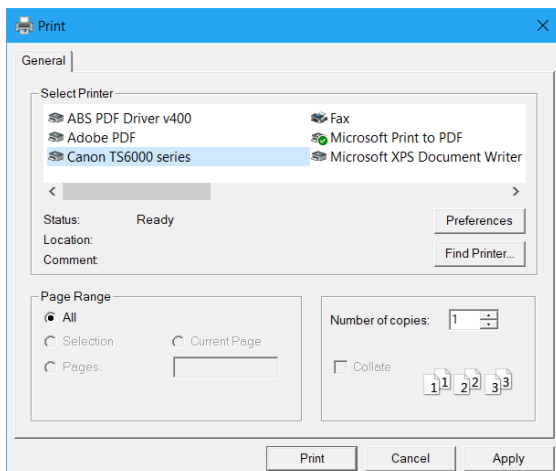 Print
General
Select Printer
ABS PDF Driver v400
Fax
Adobe PDF
Microsoft Print to PDF
Canon TS6000 series
Microsoft XPS Document Writer
Status: Ready
Preferences
Location:
Comment:
Find Printer...
Page Range
All
Selection
Current Page
Pages:
Number of copies: 1
Collate
1 1 2 2 3 3
Print
Cancel
Apply